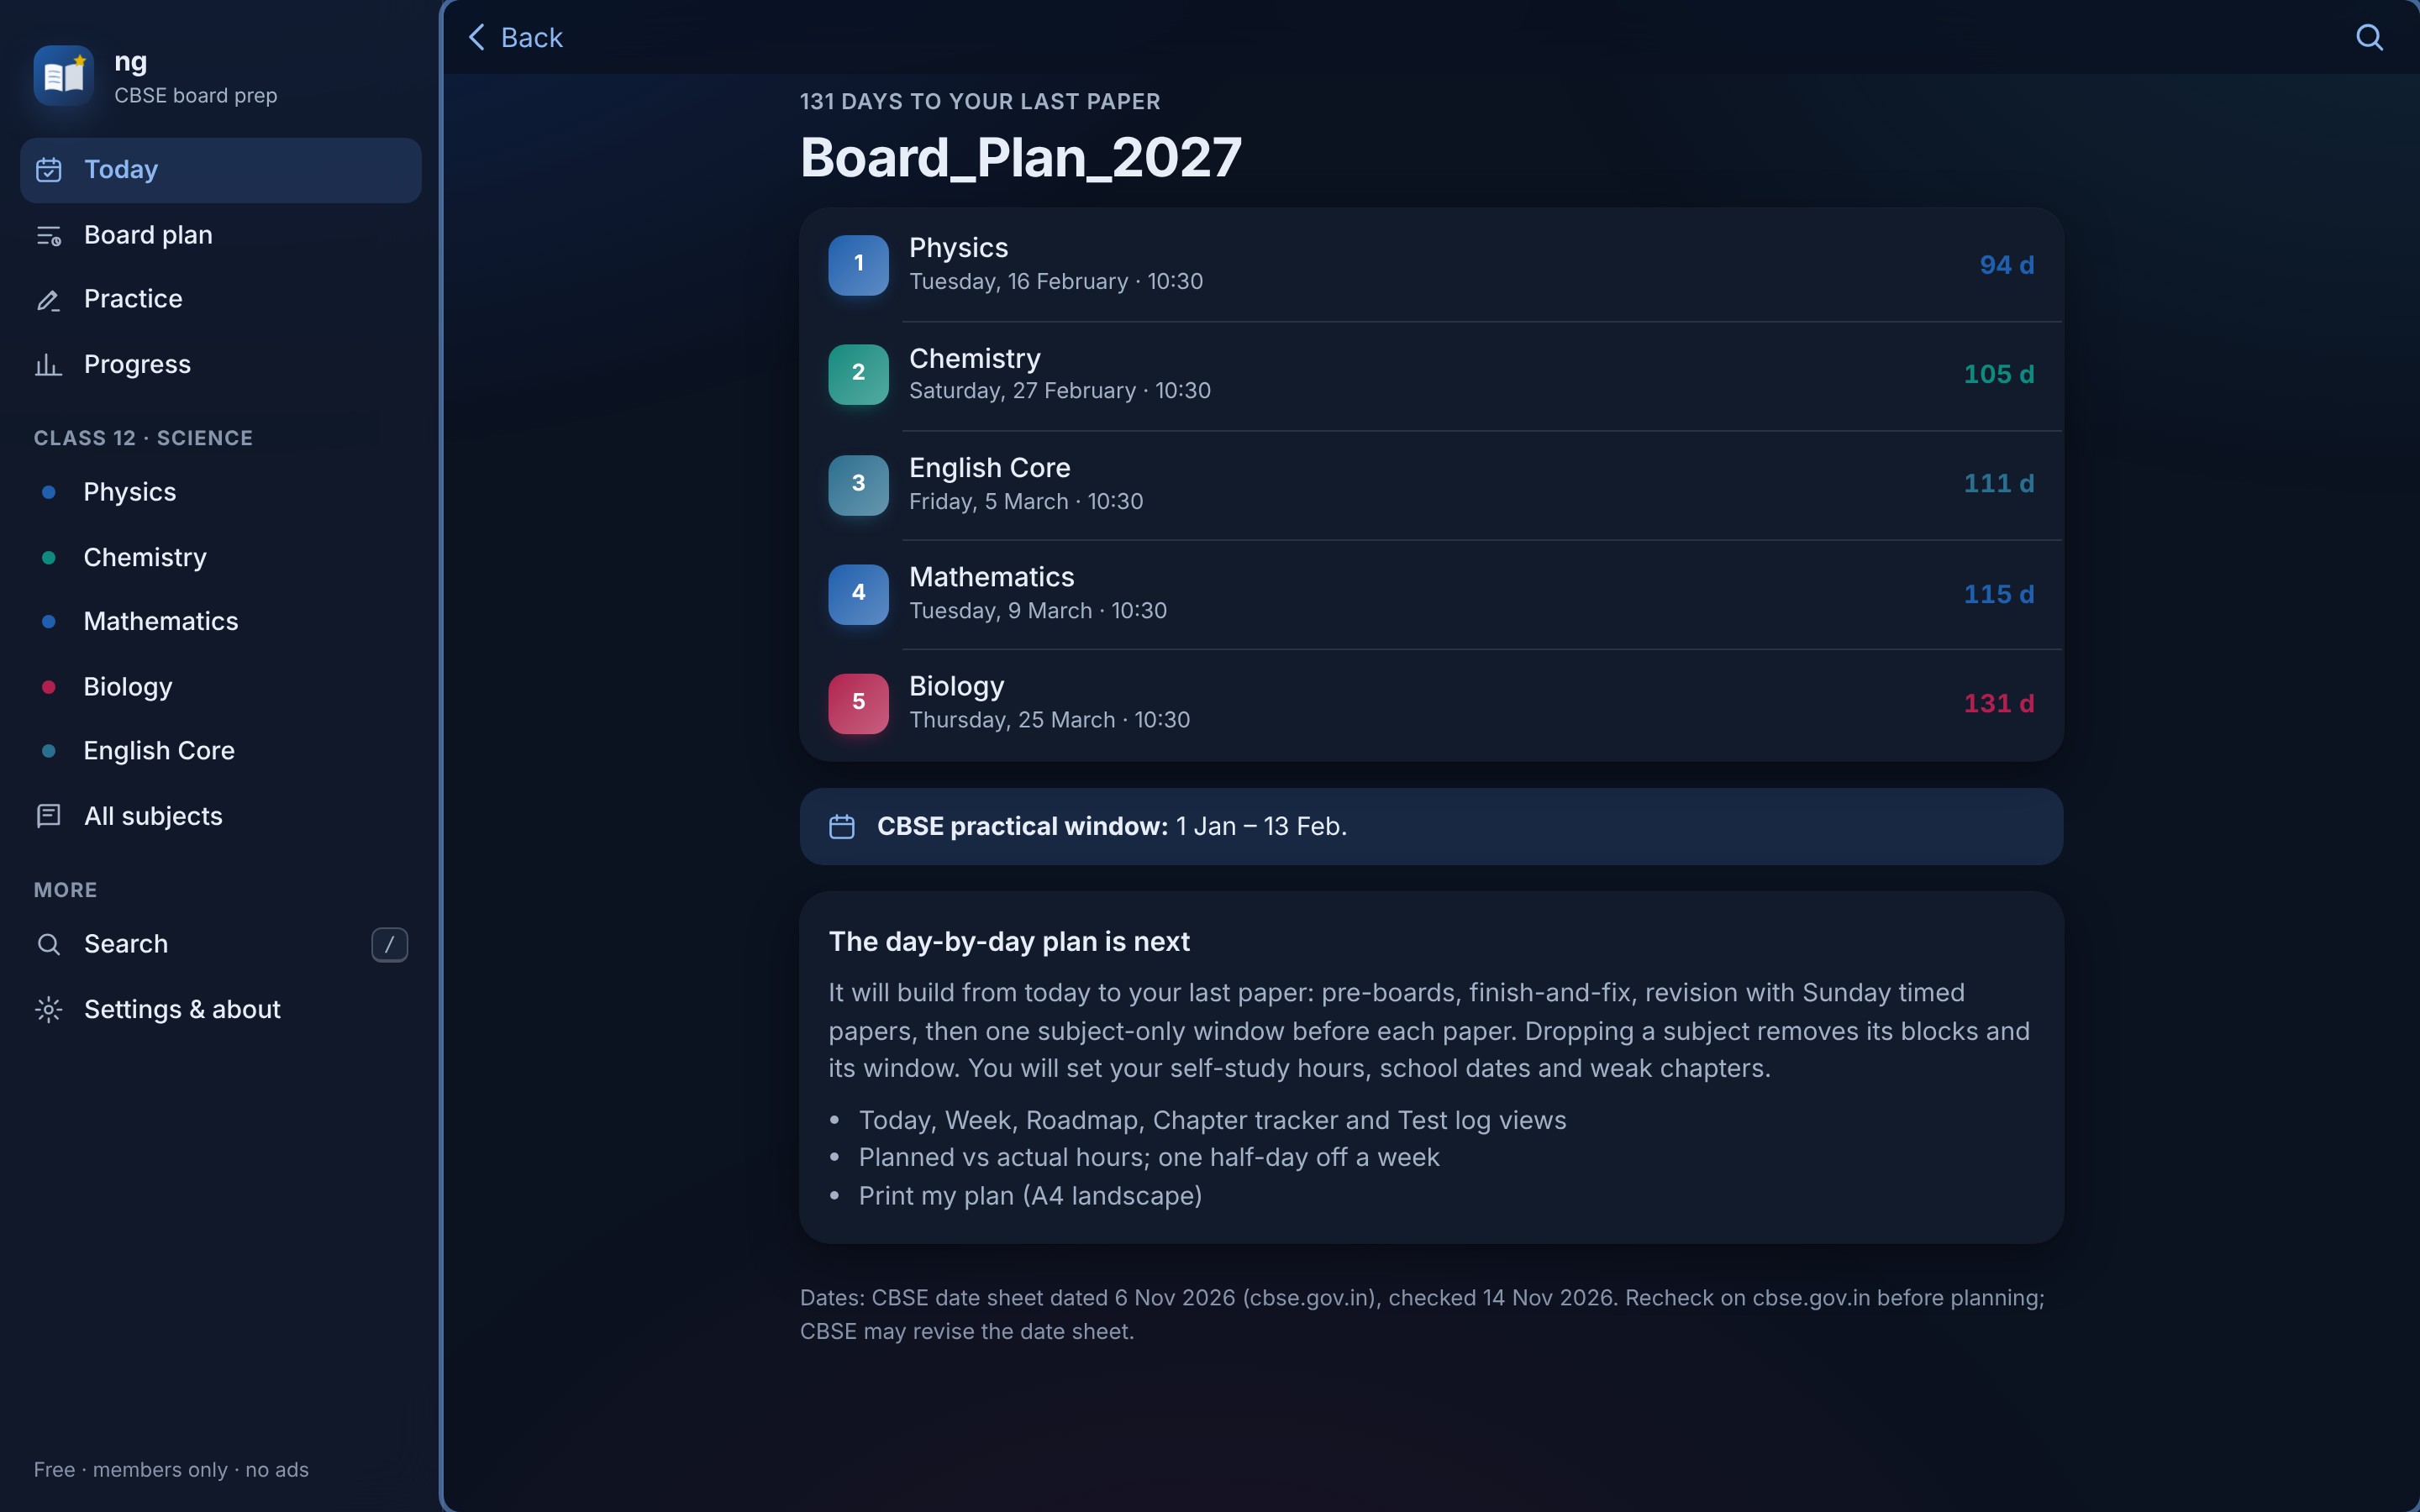 ng
CBSE board prep
Today
Board plan
Practice
Progress
CLASS 12 · SCIENCE
Physics
Chemistry
Mathematics
Biology
English Core
All subjects
MORE
Search /
Settings & about
Free · members only · no ads
Back
131 DAYS TO YOUR LAST PAPER
Board_Plan_2027
1 Physics 94 d
Tuesday, 16 February · 10:30
2 Chemistry 105 d
Saturday, 27 February · 10:30
3 English Core 111 d
Friday, 5 March · 10:30
4 Mathematics 115 d
Tuesday, 9 March · 10:30
5 Biology 131 d
Thursday, 25 March · 10:30
CBSE practical window: 1 Jan – 13 Feb.
The day-by-day plan is next
It will build from today to your last paper: pre-boards, finish-and-fix, revision with Sunday timed
papers, then one subject-only window before each paper. Dropping a subject removes its blocks and
its window. You will set your self-study hours, school dates and weak chapters.
• Today, Week, Roadmap, Chapter tracker and Test log views
• Planned vs actual hours; one half-day off a week
• Print my plan (A4 landscape)
Dates: CBSE date sheet dated 6 Nov 2026 (cbse.gov.in), checked 14 Nov 2026. Recheck on cbse.gov.in before planning;
CBSE may revise the date sheet.